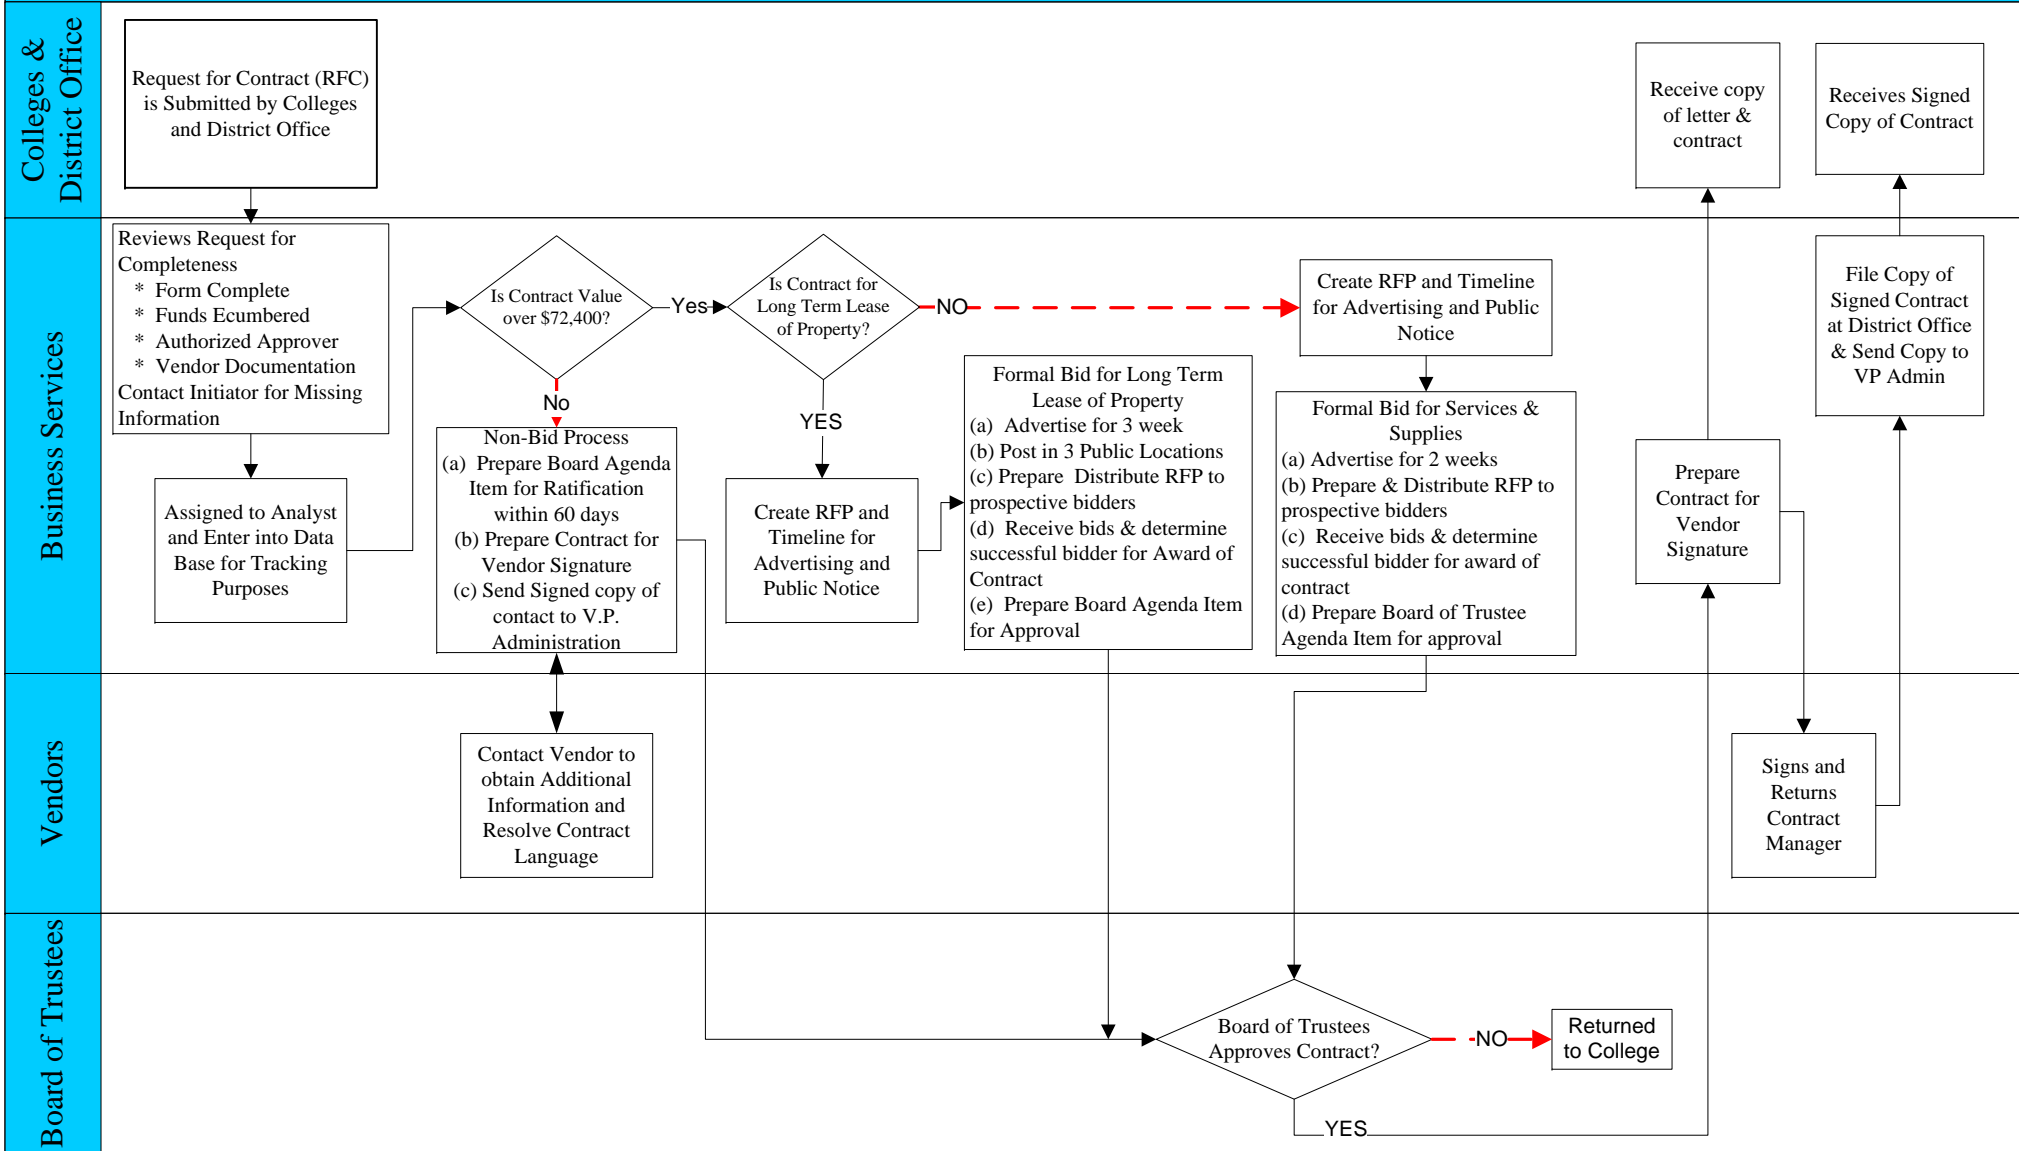 Colleges &
District Office
Request for Contract (RFC)
is Submitted by Colleges
and District Office
Receive copy
of letter &
contract
Receives Signed
Copy of Contract
Business Services
Reviews Request for
Completeness
* Form Complete
* Funds Ecumbered
* Authorized Approver
* Vendor Documentation
Contact Initiator for Missing
Information
Assigned to Analyst
and Enter into Data
Base for Tracking
Purposes
Is Contract Value
over $72,400?
Yes
No
Non-Bid Process
(a) Prepare Board Agenda
Item for Ratification
within 60 days
(b) Prepare Contract for
Vendor Signature
(c) Send Signed copy of
contact to V.P.
Administration
Is Contract for
Long Term Lease
of Property?
NO
YES
Create RFP and
Timeline for
Advertising and
Public Notice
Formal Bid for Long Term
Lease of Property
(a) Advertise for 3 week
(b) Post in 3 Public Locations
(c) Prepare Distribute RFP to
prospective bidders
(d) Receive bids & determine
successful bidder for Award of
Contract
(e) Prepare Board Agenda Item
for Approval
Create RFP and Timeline
for Advertising and Public
Notice
Formal Bid for Services &
Supplies
(a) Advertise for 2 weeks
(b) Prepare & Distribute RFP to
prospective bidders
(c) Receive bids & determine
successful bidder for award of
contract
(d) Prepare Board of Trustee
Agenda Item for approval
Prepare
Contract for
Vendor
Signature
File Copy of
Signed Contract
at District Office
& Send Copy to
VP Admin
Vendors
Contact Vendor to
obtain Additional
Information and
Resolve Contract
Language
Signs and
Returns
Contract
Manager
Board of Trustees
Board of Trustees
Approves Contract?
NO
Returned
to College
YES